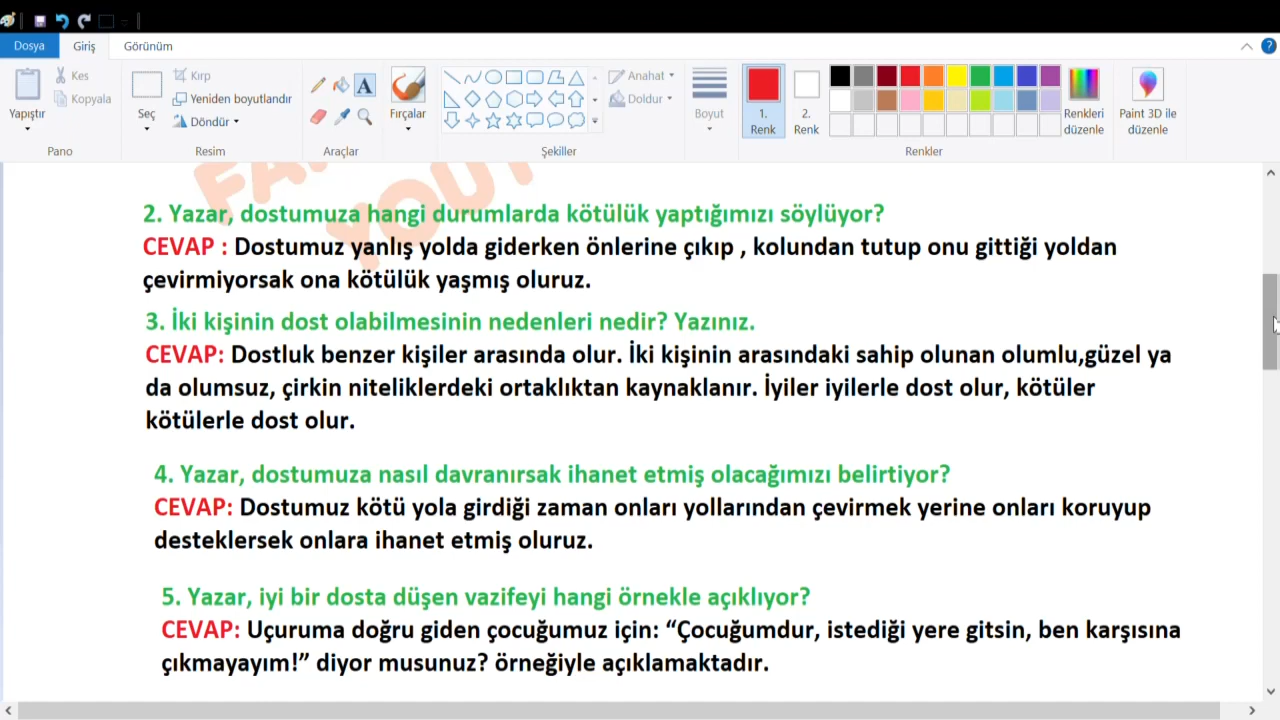 Dosya
Giriş
Görünüm
?
Yapıştır
Kes
Kopyala
Pano
Seç
Kırp
Yeniden boyutlandır
Döndür
Resim
A
Araçlar
Fırçalar
Şekiller
Anahat
Doldur
Boyut
1.
Renk
2.
Renk
Renkleri
düzenle
Paint 3D ile
düzenle
Renkler
2. Yazar, dostumuza hangi durumlarda kötülük yaptığımızı söylüyor?
CEVAP : Dostumuz yanlış yolda giderken önlerine çıkıp , kolundan tutup onu gittiği yoldan
çevirmiyorsak ona kötülük yaşmış oluruz.
3. İki kişinin dost olabilmesinin nedenleri nedir? Yazınız.
CEVAP: Dostluk benzer kişiler arasında olur. İki kişinin arasındaki sahip olunan olumlu,güzel ya
da olumsuz, çirkin niteliklerdeki ortaklıktan kaynaklanır. İyiler iyilerle dost olur, kötüler
kötülerle dost olur.
4. Yazar, dostumuza nasıl davranırsak ihanet etmiş olacağımızı belirtiyor?
CEVAP: Dostumuz kötü yola girdiği zaman onları yollarından çevirmek yerine onları koruyup
desteklersek onlara ihanet etmiş oluruz.
5. Yazar, iyi bir dosta düşen vazifeyi hangi örnekle açıklıyor?
CEVAP: Uçuruma doğru giden çocuğumuz için: “Çocuğumdur, istediği yere gitsin, ben karşısına
çıkmayayım!” diyor musunuz? örneğiyle açıklamaktadır.